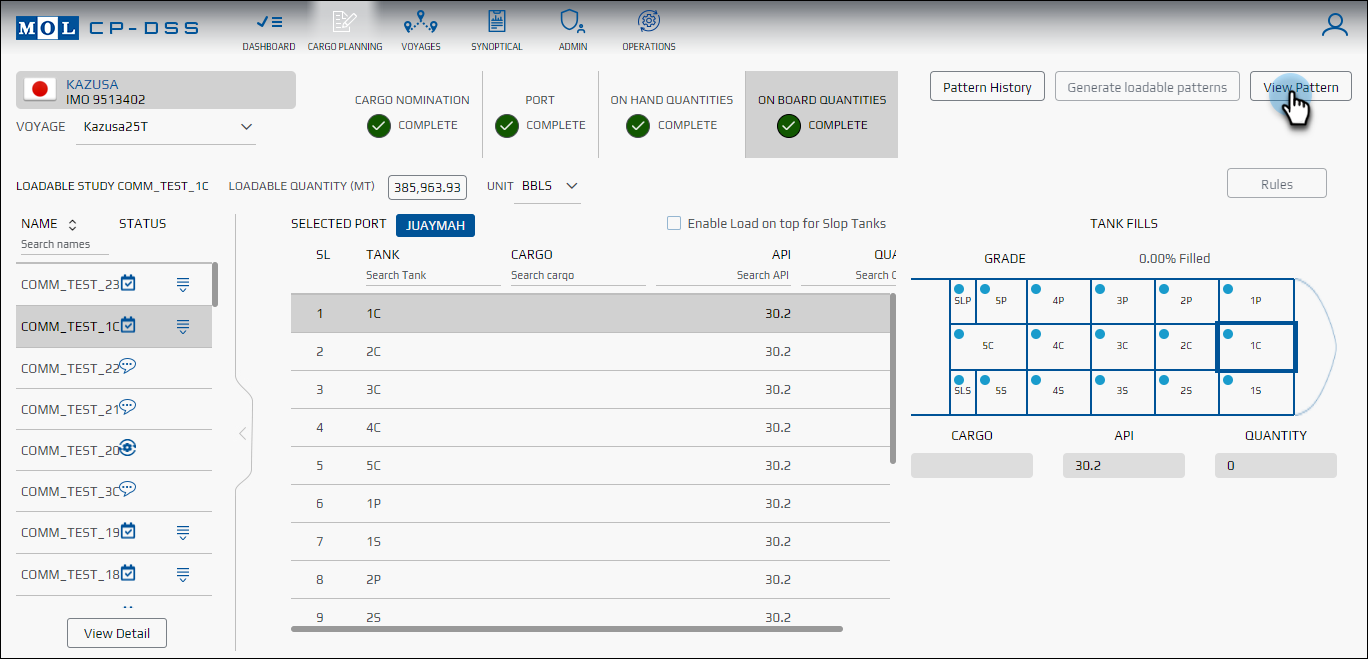 MOL CP-DSS
DASHBOARD CARGO PLANNING VOYAGES SYNOPTICAL ADMIN OPERATIONS
KAZUSA
IMO 9513402
VOYAGE Kazusa25T
CARGO NOMINATION
COMPLETE
PORT
COMPLETE
ON HAND QUANTITIES
COMPLETE
ON BOARD QUANTITIES
COMPLETE
Pattern History Generate loadable patterns View Pattern
LOADABLE STUDY COMM_TEST_1C LOADABLE QUANTITY (MT) 385,963.93 UNIT BBLS
Rules
NAME STATUS
Search names
COMM_TEST_23
COMM_TEST_1C
COMM_TEST_22
COMM_TEST_21
COMM_TEST_20
COMM_TEST_3C
COMM_TEST_19
COMM_TEST_18
View Detail
SELECTED PORT JUAYMAH Enable Load on top for Slop Tanks
SL TANK CARGO API QUA
Search Tank Search cargo Search API Search C
1 1C 30.2
2 2C 30.2
3 3C 30.2
4 4C 30.2
5 5C 30.2
6 1P 30.2
7 1S 30.2
8 2P 30.2
9 2S 30.2
TANK FILLS
GRADE 0.00% Filled
SLP 5P 4P 3P 2P 1P
5C 4C 3C 2C 1C
SLS 5S 4S 3S 2S 1S
CARGO API QUANTITY
30.2 0